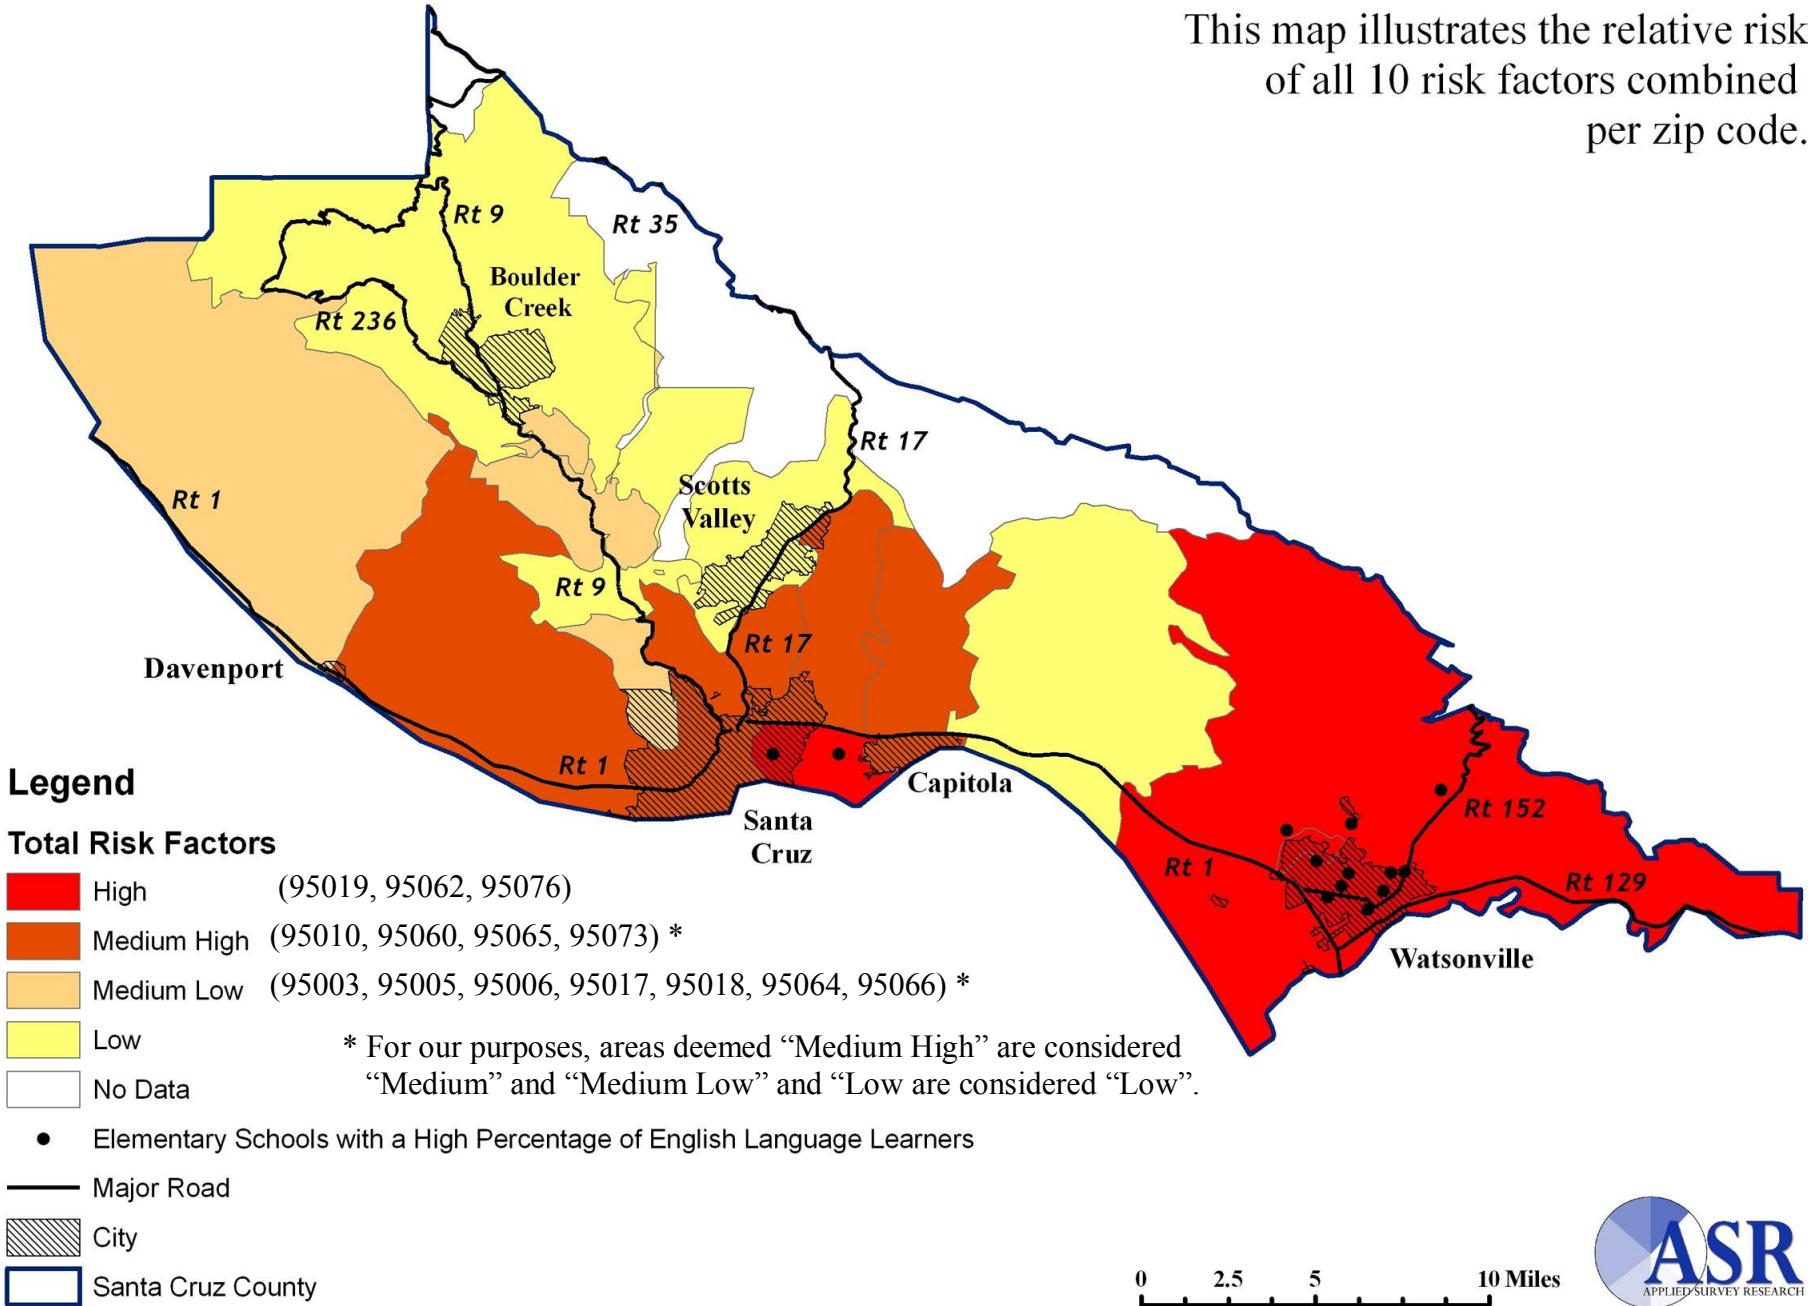 This map illustrates the relative risk
of all 10 risk factors combined
per zip code.
Rt 9
Rt 35
Boulder
Creek
Rt 236
Rt 17
Rt 1
Scotts
Valley
Rt 9
Rt 17
Davenport
Rt 1
Capitola
Santa
Cruz
Rt 152
Rt 1
Rt 129
Watsonville
Legend
Total Risk Factors
High (95019, 95062, 95076)
Medium High (95010, 95060, 95065, 95073) *
Medium Low (95003, 95005, 95006, 95017, 95018, 95064, 95066) *
Low
No Data
* For our purposes, areas deemed “Medium High” are considered
“Medium” and “Medium Low” and “Low are considered “Low”.
Elementary Schools with a High Percentage of English Language Learners
Major Road
City
Santa Cruz County
0 2.5 5 10 Miles
ASR
APPLIED SURVEY RESEARCH